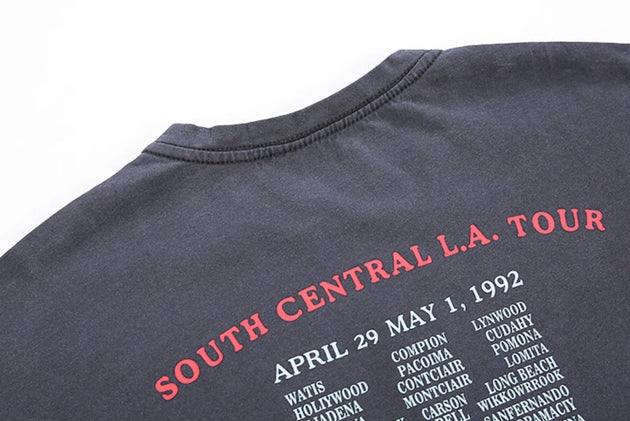 SOUTH CENTRAL L.A. TOUR
APRIL 29 MAY 1, 1992
WATIS
HOLIYWOOD
COMPION
PACOIMA
CONTCIAIR
MONTCIAIR
CARSON
LYNWOOD
CUDAHY
POMONA
LOMITA
LONG BEACH
WIKKOWBROOK
SANFERNANDO